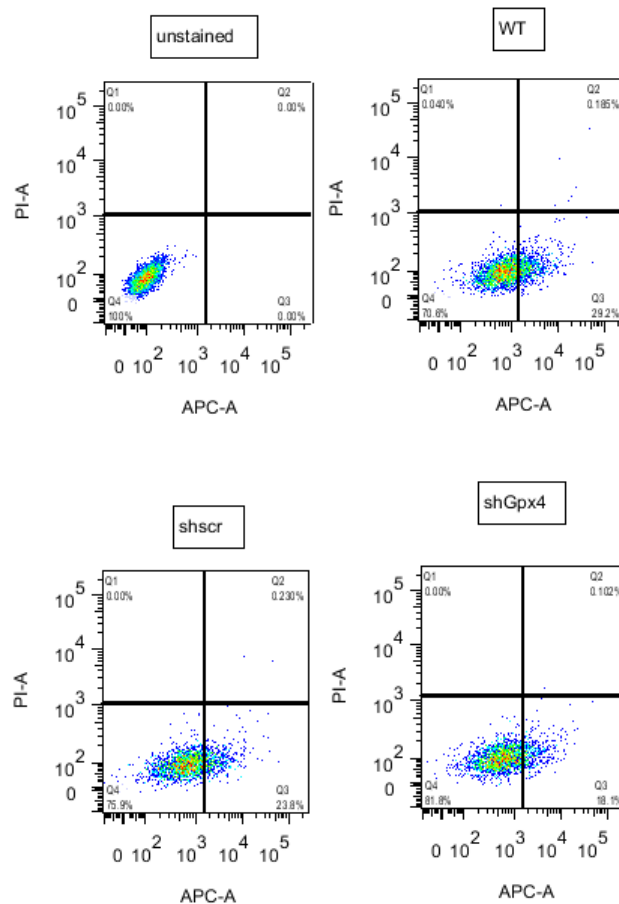 unstained
WT
Q1
0.00%
Q2
0.00%
Q4
100%
Q3
0.00%
10^5
10^4
10^3
10^2
0
PI-A
0 10^2 10^3 10^4 10^5
APC-A
Q1
0.040%
Q2
0.185%
Q4
70.6%
Q3
29.2%
10^5
10^4
10^3
10^2
0
PI-A
0 10^2 10^3 10^4 10^5
APC-A
shscr
shGpx4
Q1
0.00%
Q2
0.230%
Q4
75.9%
Q3
23.8%
10^5
10^4
10^3
10^2
0
PI-A
0 10^2 10^3 10^4 10^5
APC-A
Q1
0.00%
Q2
0.102%
Q4
81.8%
Q3
18.1%
10^5
10^4
10^3
10^2
0
PI-A
0 10^2 10^3 10^4 10^5
APC-A